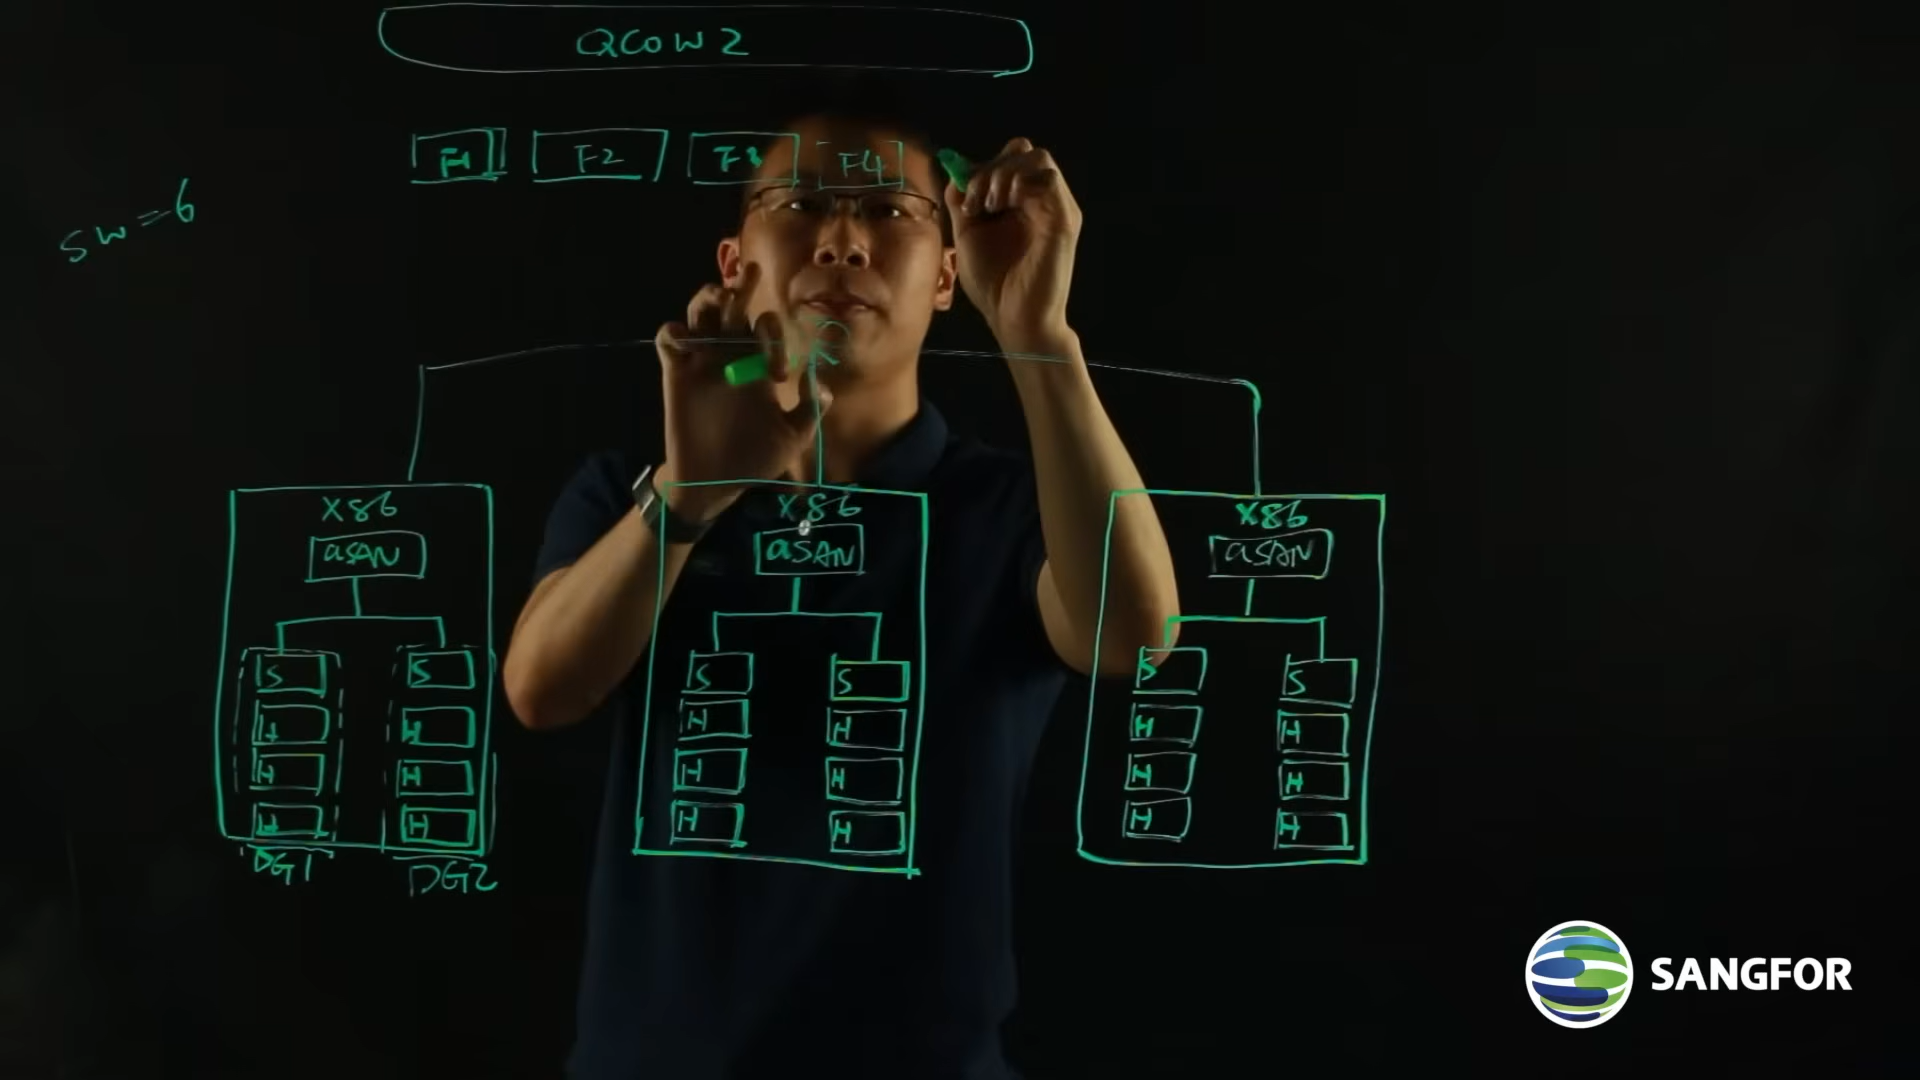 QCOW2
F1 F2 F3 F4
SW=6
X86 X86 X86
aSAN aSAN aSAN
S S S S S S
H H H H H H
H H H H H H
H H H H H H
DG1 DG2
SANGFOR